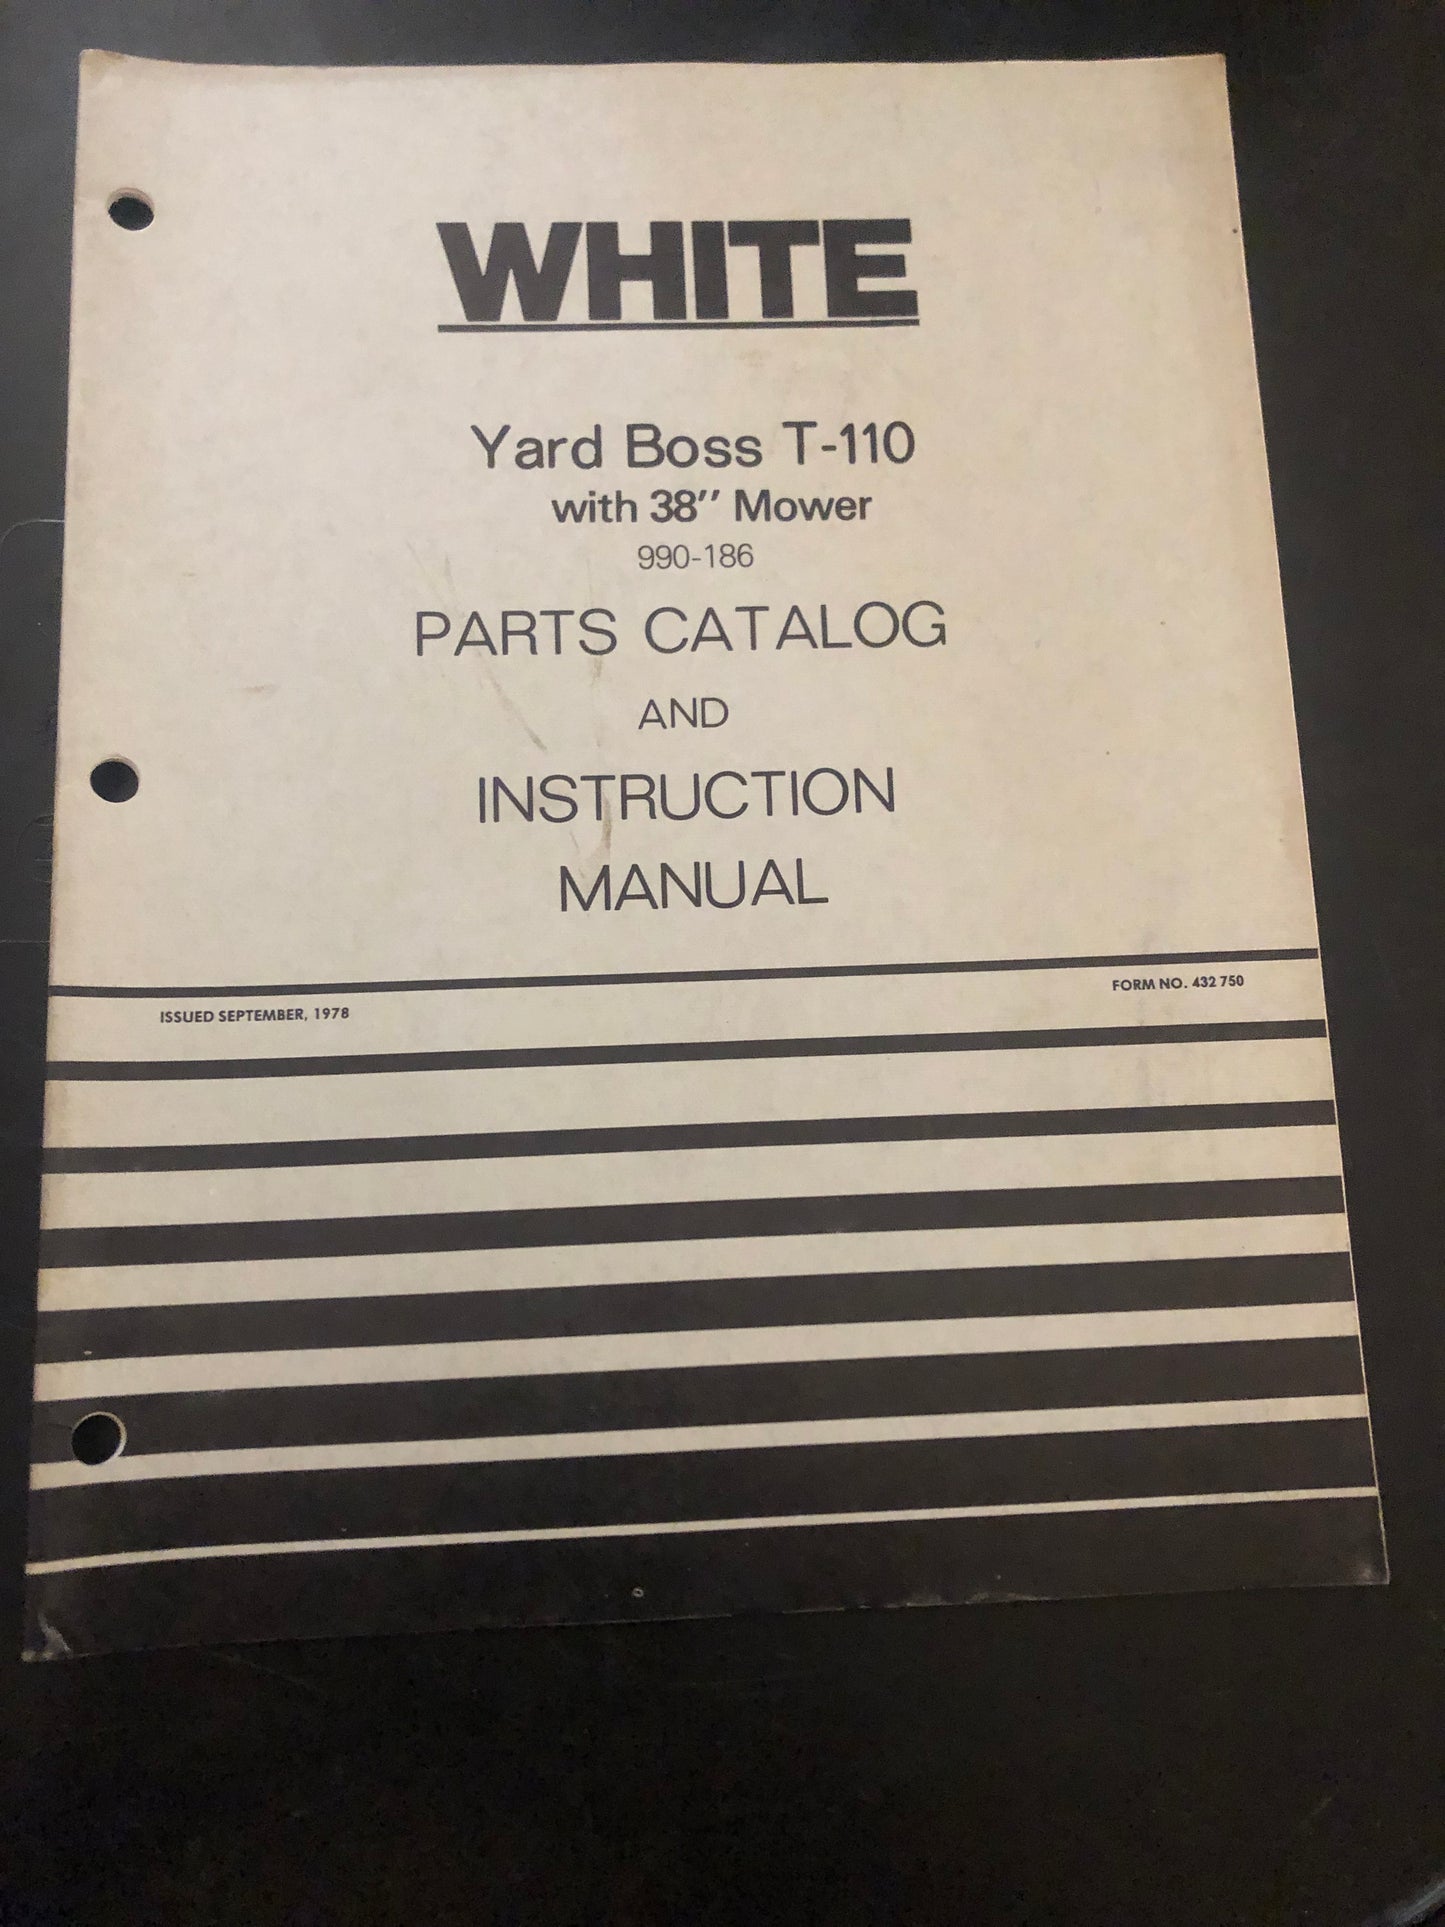 WHITE
Yard Boss T-110
with 38″ Mower
990-186
PARTS CATALOG
AND
INSTRUCTION
MANUAL
ISSUED SEPTEMBER, 1978
FORM NO. 432 750